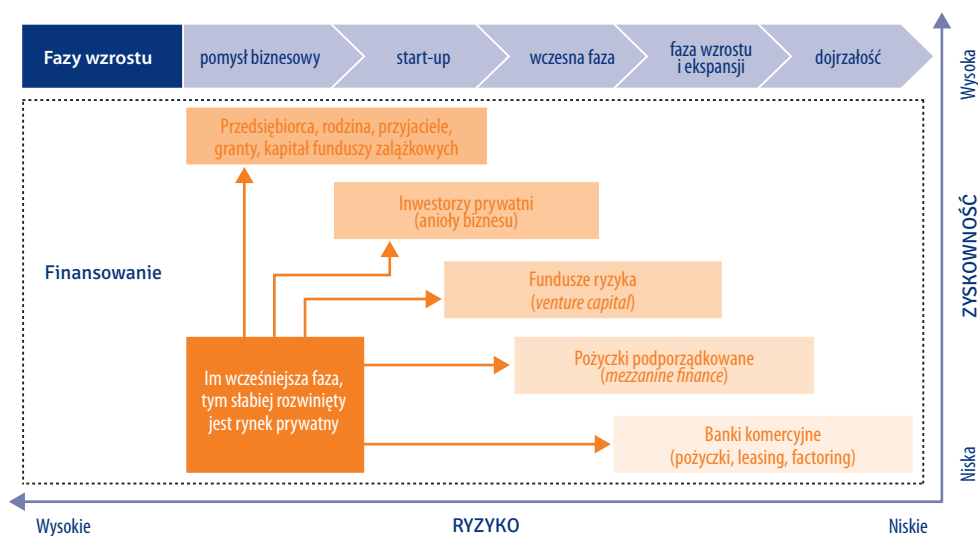 Fazy wzrostu
pomysł biznesowy
start-up
wczesna faza
faza wzrostu
i ekspansji
dojrzałość
Wysoka
Przedsiębiorca, rodzina, przyjaciele,
granty, kapitał funduszy zalążkowych
Inwestorzy prywatni
(anioły biznesu)
Finansowanie
Fundusze ryzyka
(venture capital)
ZYSKOWNOŚĆ
Im wcześniejsza faza,
tym słabiej rozwinięty
jest rynek prywatny
Pożyczki podporządkowane
(mezzanine finance)
Banki komercyjne
(pożyczki, leasing, factoring)
Niska
Wysokie
RYZYKO
Niskie